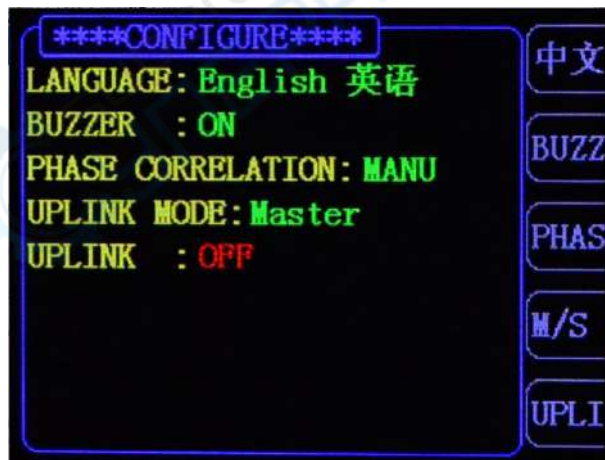 ****CONFIGURE****
LANGUAGE: English 英语
BUZZER : ON
PHASE CORRELATION: MANU
UPLINK MODE: Master
UPLINK : OFF
中文
BUZZ
PHAS
M/S
UPLI